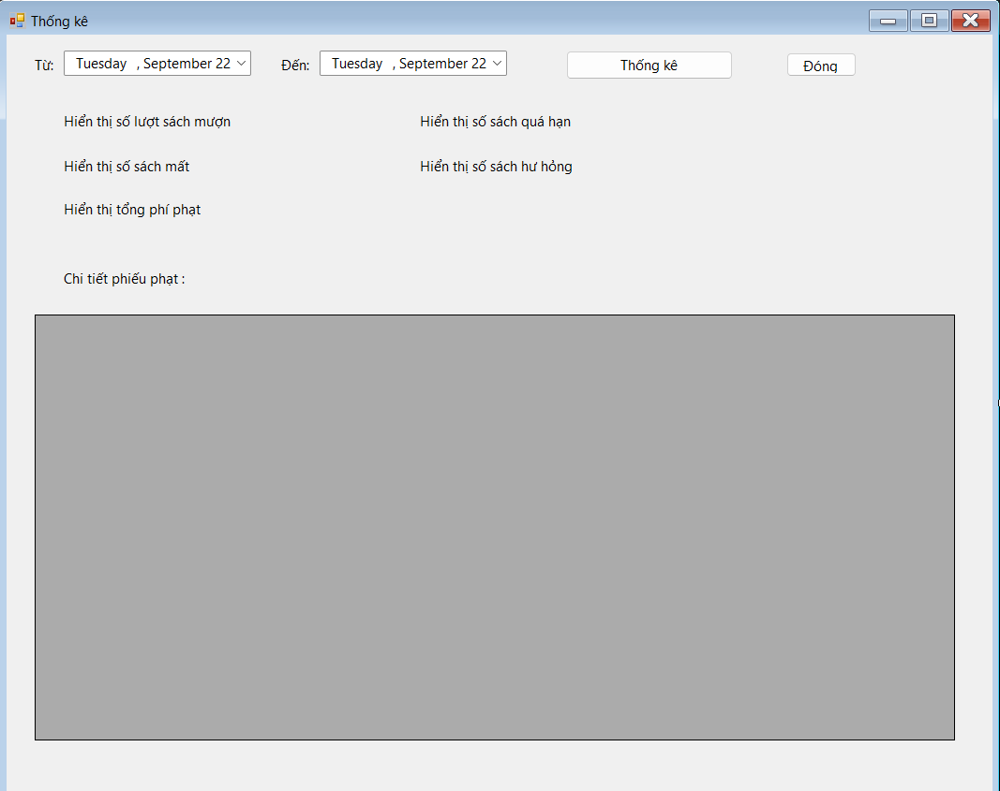 Thống kê
Từ: Tuesday , September 22 Đến: Tuesday , September 22 Thống kê Đóng
Hiển thị số lượt sách mượn Hiển thị số sách quá hạn
Hiển thị số sách mất Hiển thị số sách hư hỏng
Hiển thị tổng phí phạt
Chi tiết phiếu phạt :